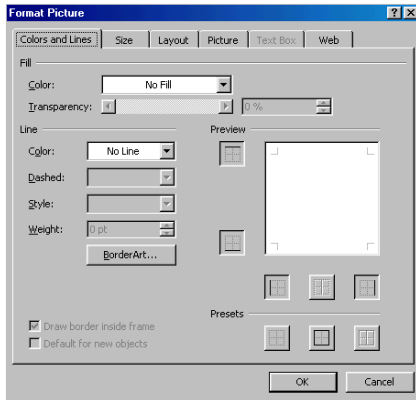 Format Picture
Colors and Lines Size Layout Picture Text Box Web
Fill
Color: No Fill
Transparency: 0 %
Line Preview
Color: No Line
Dashed:
Style:
Weight: 0 pt
BorderArt...
Presets
Draw border inside frame
Default for new objects
OK Cancel